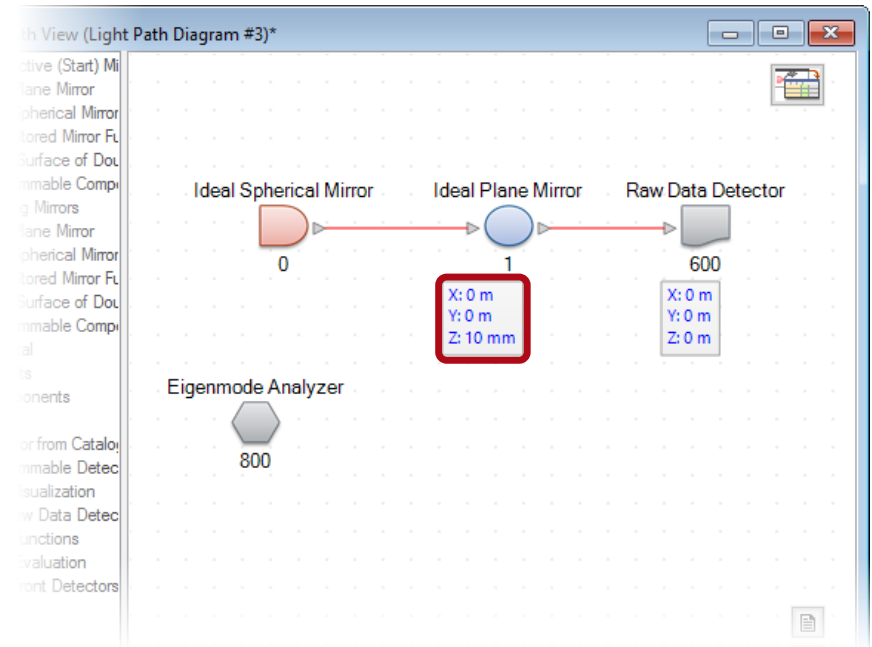 th View (Light Path Diagram #3)*
ctive (Start) Mi
lane Mirror
pherical Mirror
tored Mirror Fu
Surface of Dou
mmable Compo
g Mirrors
lane Mirror
pherical Mirror
tored Mirror Fu
Surface of Dou
mmable Compo
al
ts
onents
or from Catalog
mmable Detec
isualization
w Data Detec
unctions
valuation
ront Detectors
Ideal Spherical Mirror
Ideal Plane Mirror
Raw Data Detector
0
1
600
X: 0 m
Y: 0 m
Z: 10 mm
X: 0 m
Y: 0 m
Z: 0 m
Eigenmode Analyzer
800